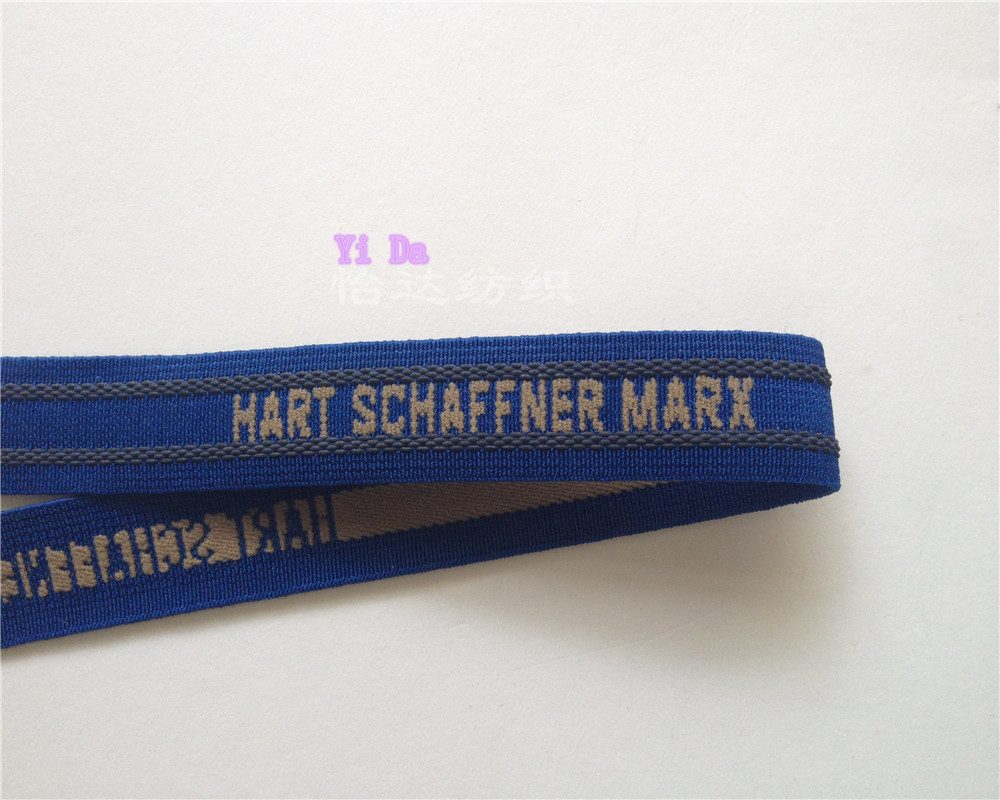 Yi Da
怡达纺织
HART SCHAFFNER MARX